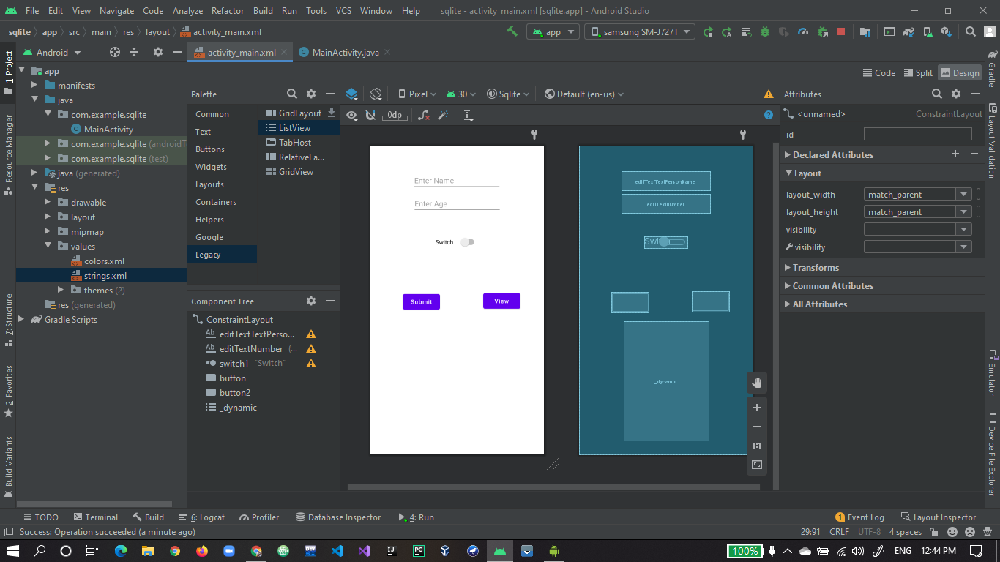 File Edit View Navigate Code Analyze Refactor Build Run Tools VCS Window Help sqlite - activity_main.xml [sqlite.app] - Android Studio
sqlite app src main res layout activity_main.xml app samsung SM-J727T
Android
activity_main.xml MainActivity.java
1: Project
Resource Manager
7: Structure
2: Favorites
Build Variants
app
manifests
java
com.example.sqlite
MainActivity
com.example.sqlite (androidT
com.example.sqlite (test)
java (generated)
res
drawable
layout
mipmap
values
colors.xml
strings.xml
themes (2)
res (generated)
Gradle Scripts
Code Split Design
Palette
Common
Text
Buttons
Widgets
Layouts
Containers
Helpers
Google
Legacy
GridLayout
ListView
TabHost
RelativeLa...
GridView
Component Tree
ConstraintLayout
Ab editTextTextPerso...
Ab editTextNumber (...
switch1 "Switch"
button
button2
_dynamic
Pixel 30 Sqlite Default (en-us)
0dp
Enter Name
Enter Age
Switch
Submit View
editTextTextPersonName
editTextNumber
Switch
_dynamic
1:1
Attributes
<unnamed> ConstraintLayout
id
Declared Attributes
Layout
layout_width match_parent
layout_height match_parent
visibility
visibility
Transforms
Common Attributes
All Attributes
Gradle
Layout Validation
Emulator
Device File Explorer
TODO Terminal Build 6: Logcat Profiler Database Inspector 4: Run 1 Event Log Layout Inspector
Success: Operation succeeded (a minute ago) 29:91 CRLF UTF-8 4 spaces
DEV IJ PC 100% ENG 12:44 PM